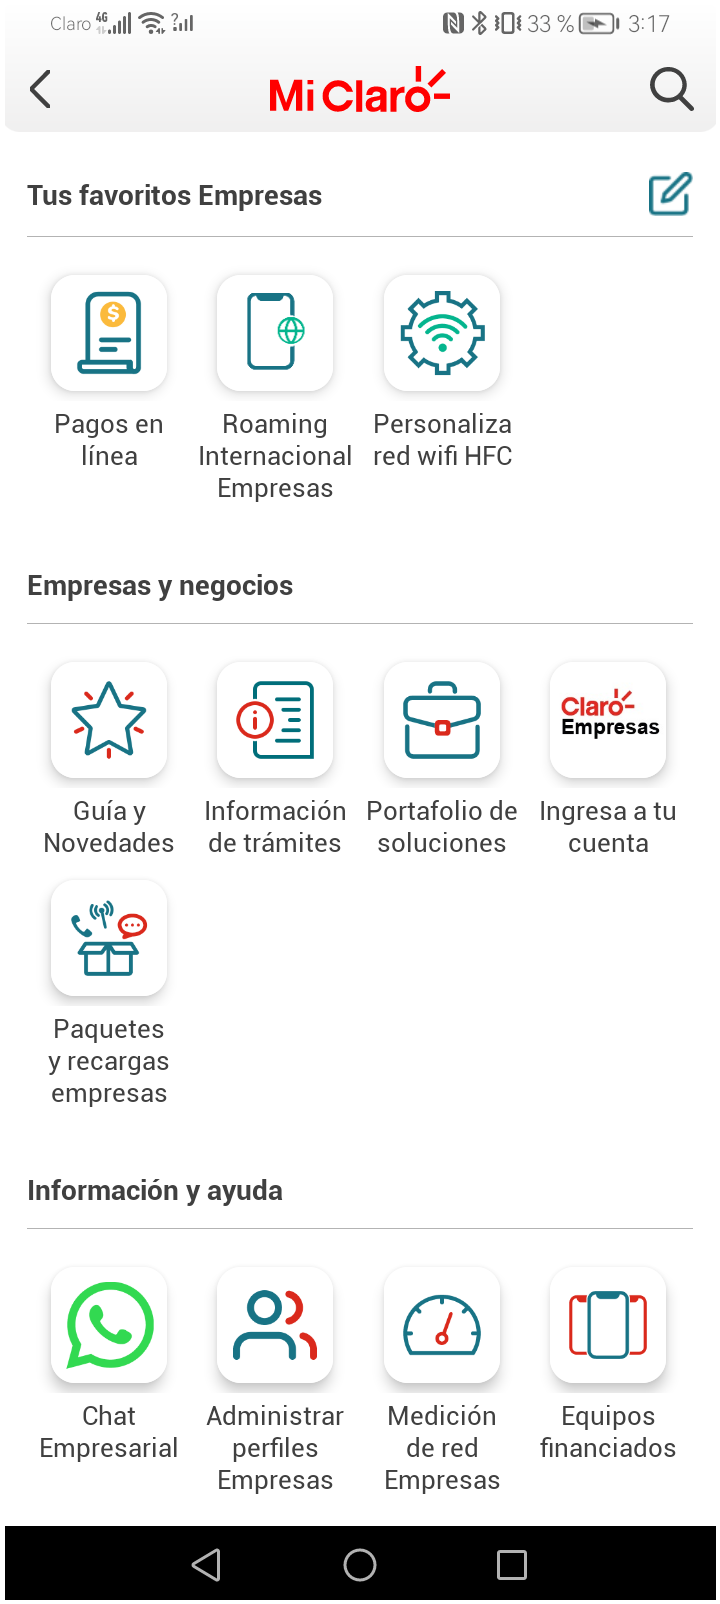 Claro 4G ? 33 % 3:17
Mi Claro
Tus favoritos Empresas
$
Pagos en
línea
Roaming
Internacional
Empresas
Personaliza
red wifi HFC
Empresas y negocios
Guía y
Novedades
i
Información
de trámites
Portafolio de
soluciones
Claro
Empresas
Ingresa a tu
cuenta
Paquetes
y recargas
empresas
Información y ayuda
Chat
Empresarial
Administrar
perfiles
Empresas
Medición
de red
Empresas
Equipos
financiados